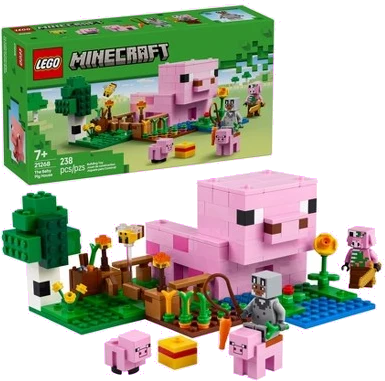 LEGO
MINECRAFT
7+
21268
The Baby
Pig House
238
pcs/pzs